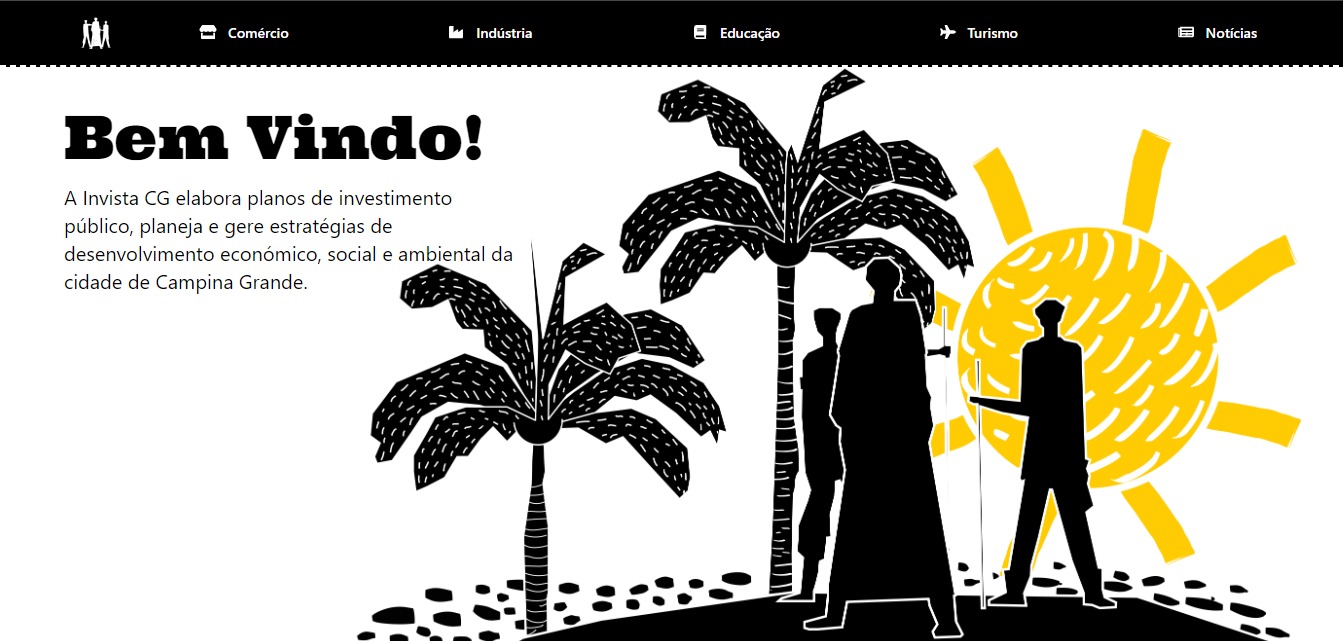 Comércio
Indústria
Educação
Turismo
Notícias
Bem Vindo!
A Invista CG elabora planos de investimento
público, planeja e gere estratégias de
desenvolvimento económico, social e ambiental da
cidade de Campina Grande.